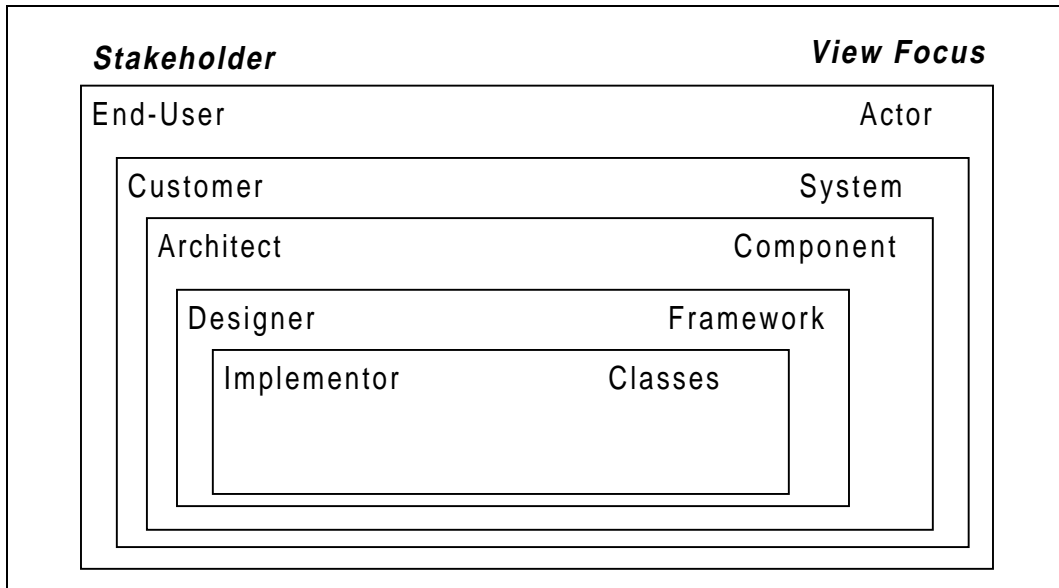 Stakeholder View Focus
End-User Actor
Customer System
Architect Component
Designer Framework
Implementor Classes